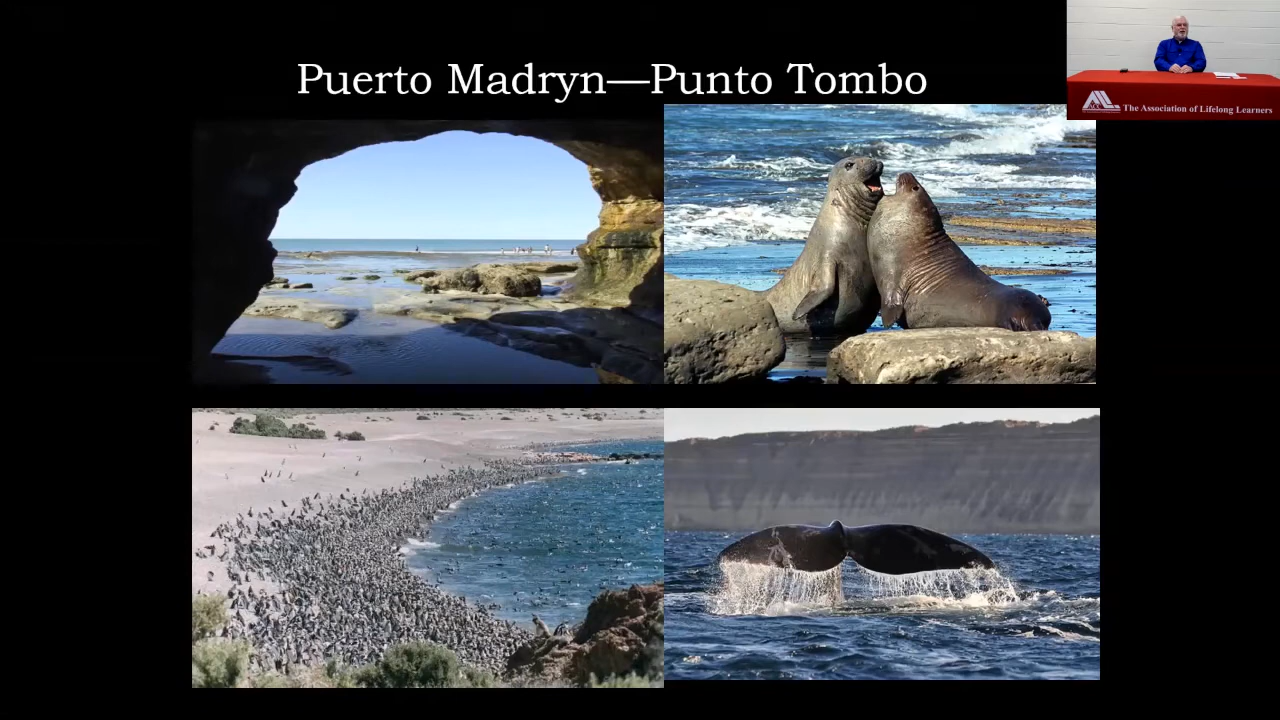 Puerto Madryn—Punto Tombo
The Association of Lifelong Learners